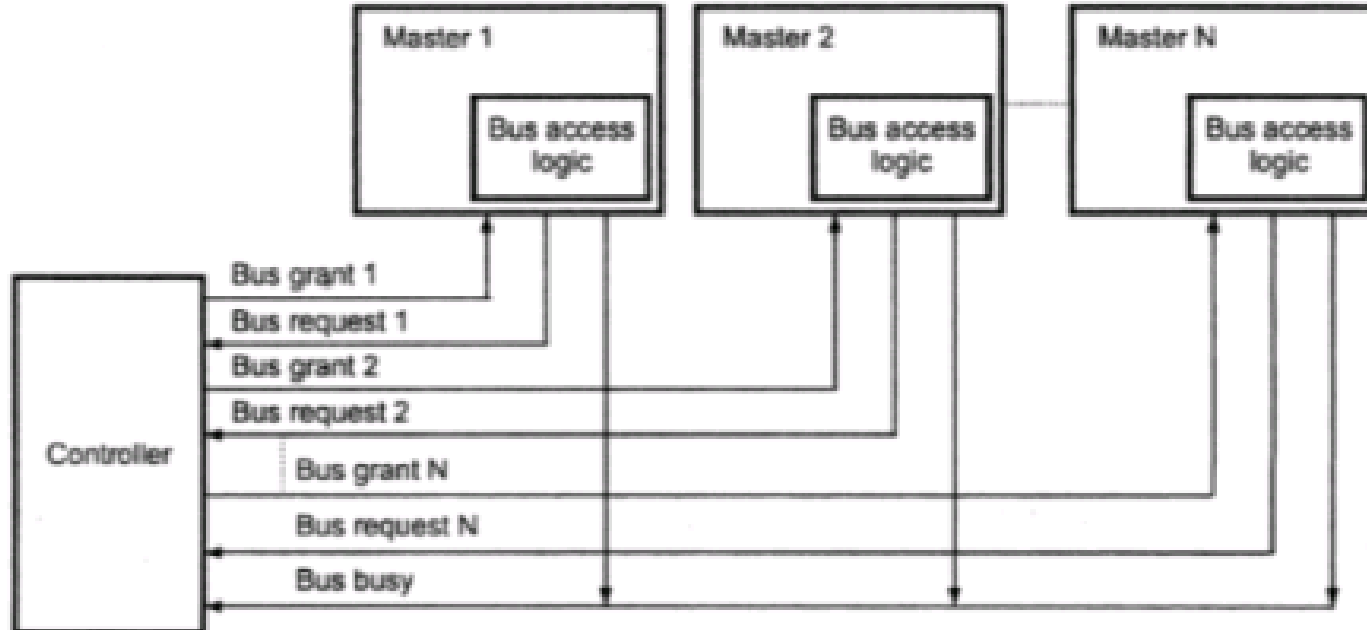 Master 1
Master 2
Master N
Bus access
logic
Bus access
logic
Bus access
logic
Bus grant 1
Bus request 1
Bus grant 2
Bus request 2
Controller
Bus grant N
Bus request N
Bus busy